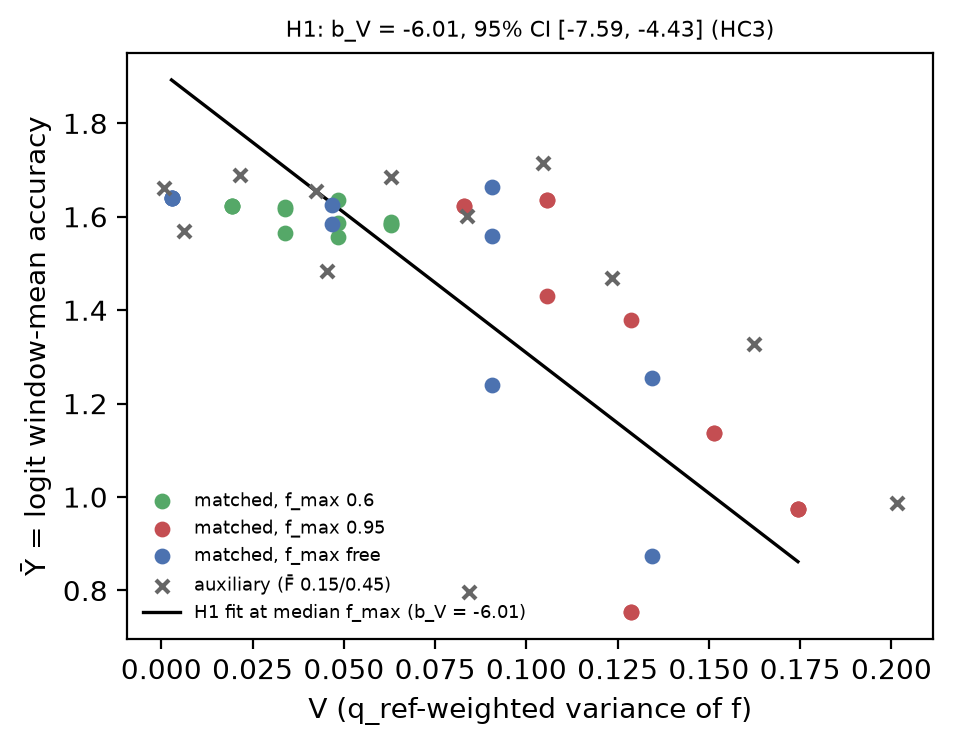 H1: b_V = -6.01, 95% CI [-7.59, -4.43] (HC3)
Ȳ = logit window-mean accuracy
1.8
1.6
1.4
1.2
1.0
0.8
matched, f_max 0.6
matched, f_max 0.95
matched, f_max free
auxiliary (F̄ 0.15/0.45)
H1 fit at median f_max (b_V = -6.01)
0.000 0.025 0.050 0.075 0.100 0.125 0.150 0.175 0.200
V (q_ref-weighted variance of f)